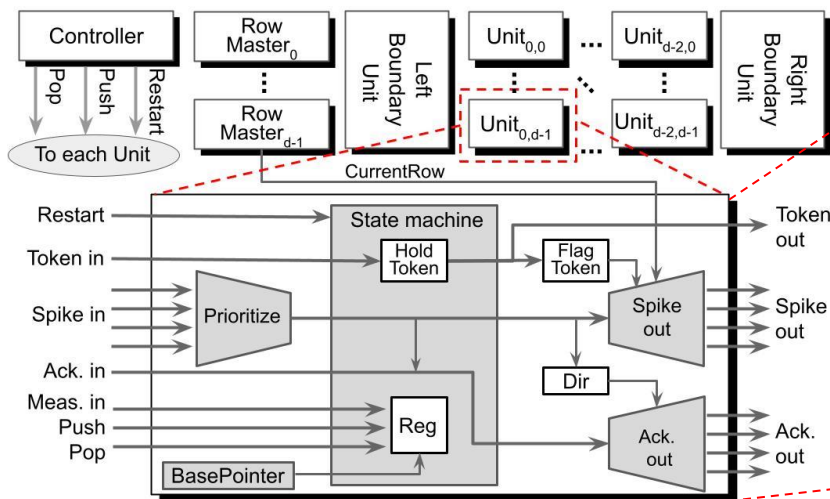 Controller
Pop
Push
Restart
To each Unit
Row
Master0
Row
Masterd-1
Left
Boundary
Unit
Unit0,0
...
Unitd-2,0
Unit0,d-1
...
Unitd-2,d-1
Right
Boundary
Unit
CurrentRow
Restart
State machine
Token in
Hold
Token
Flag
Token
Token
out
Spike in
Prioritize
Spike
out
Spike
out
Ack. in
Dir
Meas. in
Push
Pop
Reg
Ack.
out
Ack.
out
BasePointer